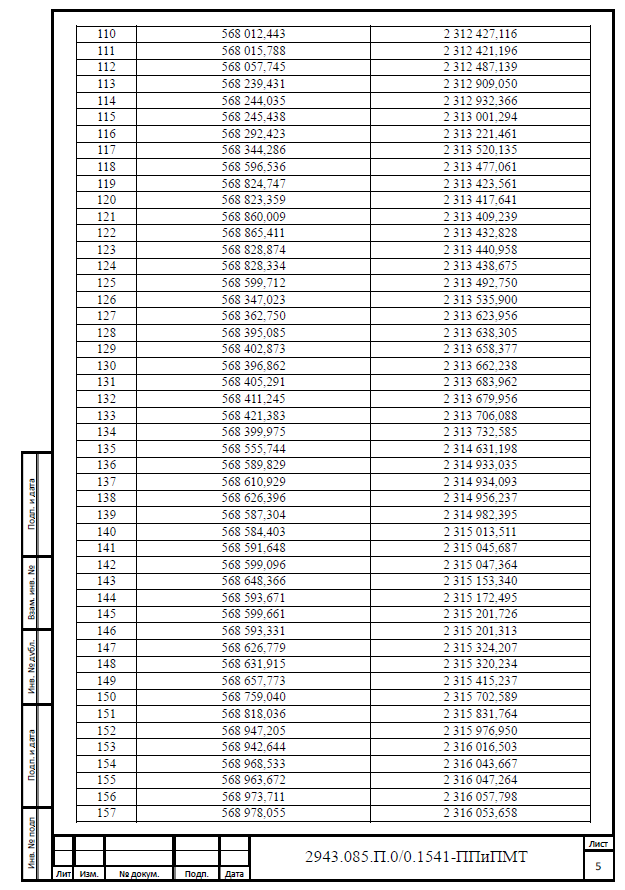 110 568 012,443 2 312 427,116
111 568 015,788 2 312 421,196
112 568 057,745 2 312 487,139
113 568 239,431 2 312 909,050
114 568 244,035 2 312 932,366
115 568 245,438 2 313 001,294
116 568 292,423 2 313 221,461
117 568 344,286 2 313 520,135
118 568 596,536 2 313 477,061
119 568 824,747 2 313 423,561
120 568 823,359 2 313 417,641
121 568 860,009 2 313 409,239
122 568 865,411 2 313 432,828
123 568 828,874 2 313 440,958
124 568 828,334 2 313 438,675
125 568 599,712 2 313 492,750
126 568 347,023 2 313 535,900
127 568 362,750 2 313 623,956
128 568 395,085 2 313 638,305
129 568 402,873 2 313 658,377
130 568 396,862 2 313 662,238
131 568 405,291 2 313 683,962
132 568 411,245 2 313 679,956
133 568 421,383 2 313 706,088
134 568 399,975 2 313 732,585
135 568 555,744 2 314 631,198
136 568 589,829 2 314 933,035
137 568 610,929 2 314 934,093
138 568 626,396 2 314 956,237
139 568 587,304 2 314 982,395
140 568 584,403 2 315 013,511
141 568 591,648 2 315 045,687
142 568 599,096 2 315 047,364
143 568 648,366 2 315 153,340
144 568 593,671 2 315 172,495
145 568 599,661 2 315 201,726
146 568 593,331 2 315 201,313
147 568 626,779 2 315 324,207
148 568 631,915 2 315 320,234
149 568 657,773 2 315 415,237
150 568 759,040 2 315 702,589
151 568 818,036 2 315 831,764
152 568 947,205 2 315 976,950
153 568 942,644 2 316 016,503
154 568 968,533 2 316 043,667
155 568 963,672 2 316 047,264
156 568 973,711 2 316 057,798
157 568 978,055 2 316 053,658
Подп. и дата
Взам. инв. №
Инв. № дубл.
Подп. и дата
Инв. № подп
Лит Изм. № докум. Подп. Дата
2943.085.П.0/0.1541-ППиПМТ
Лист
5